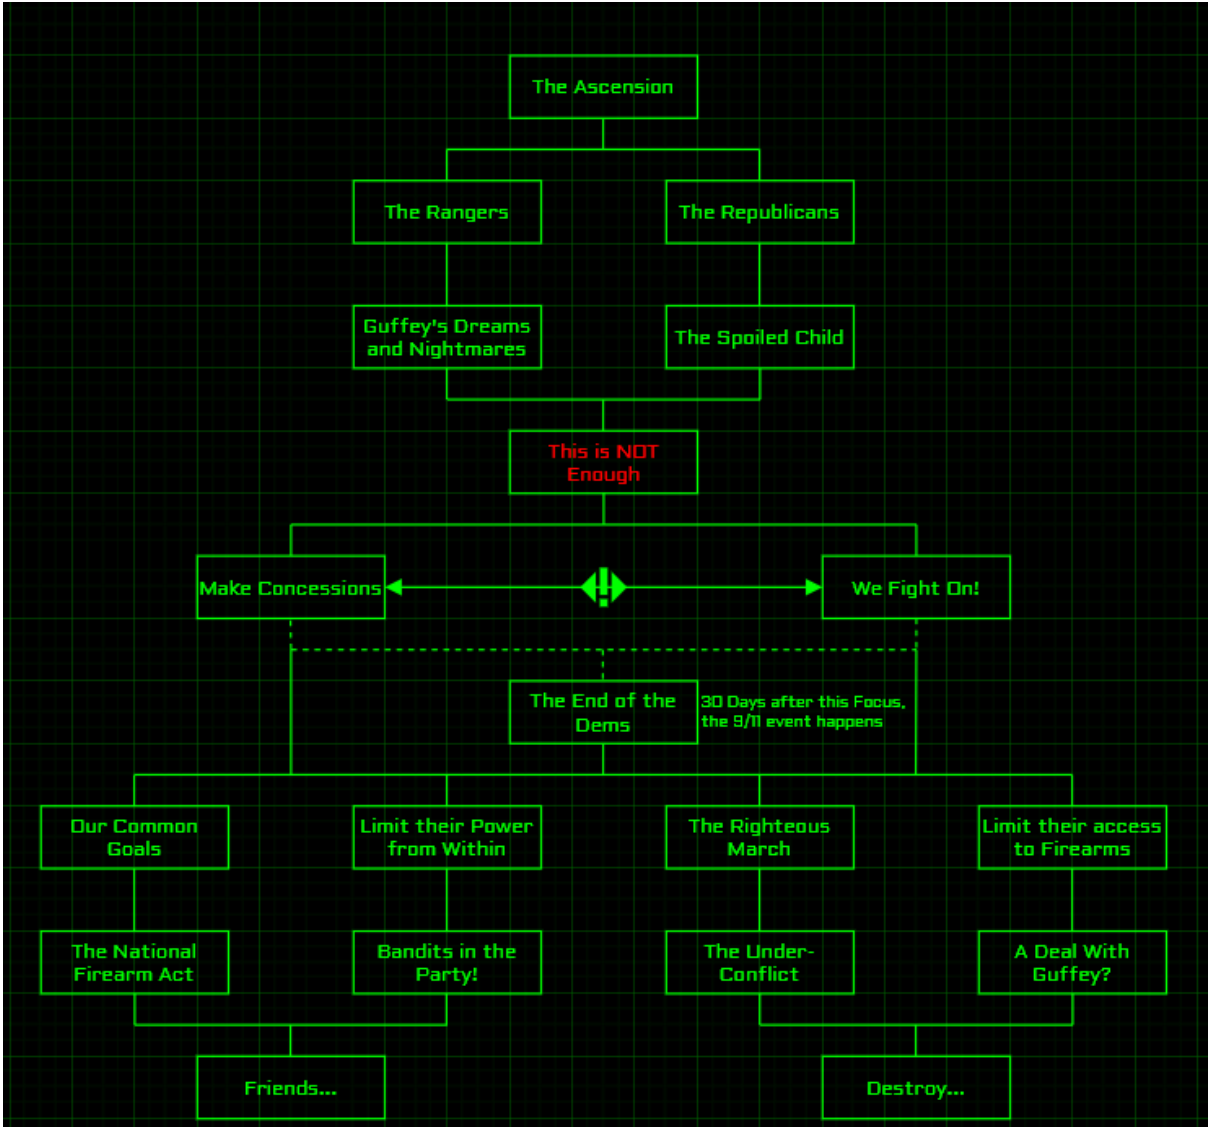 The Ascension
The Rangers
The Republicans
Guffey's Dreams
and Nightmares
The Spoiled Child
This is NOT
Enough
Make Concessions
We Fight On!
The End of the
Dems
30 Days after this Focus,
the 9/11 event happens
Our Common
Goals
Limit their Power
from Within
The Righteous
March
Limit their access
to Firearms
The National
Firearm Act
Bandits in the
Party!
The Under-
Conflict
A Deal With
Guffey?
Friends...
Destroy...